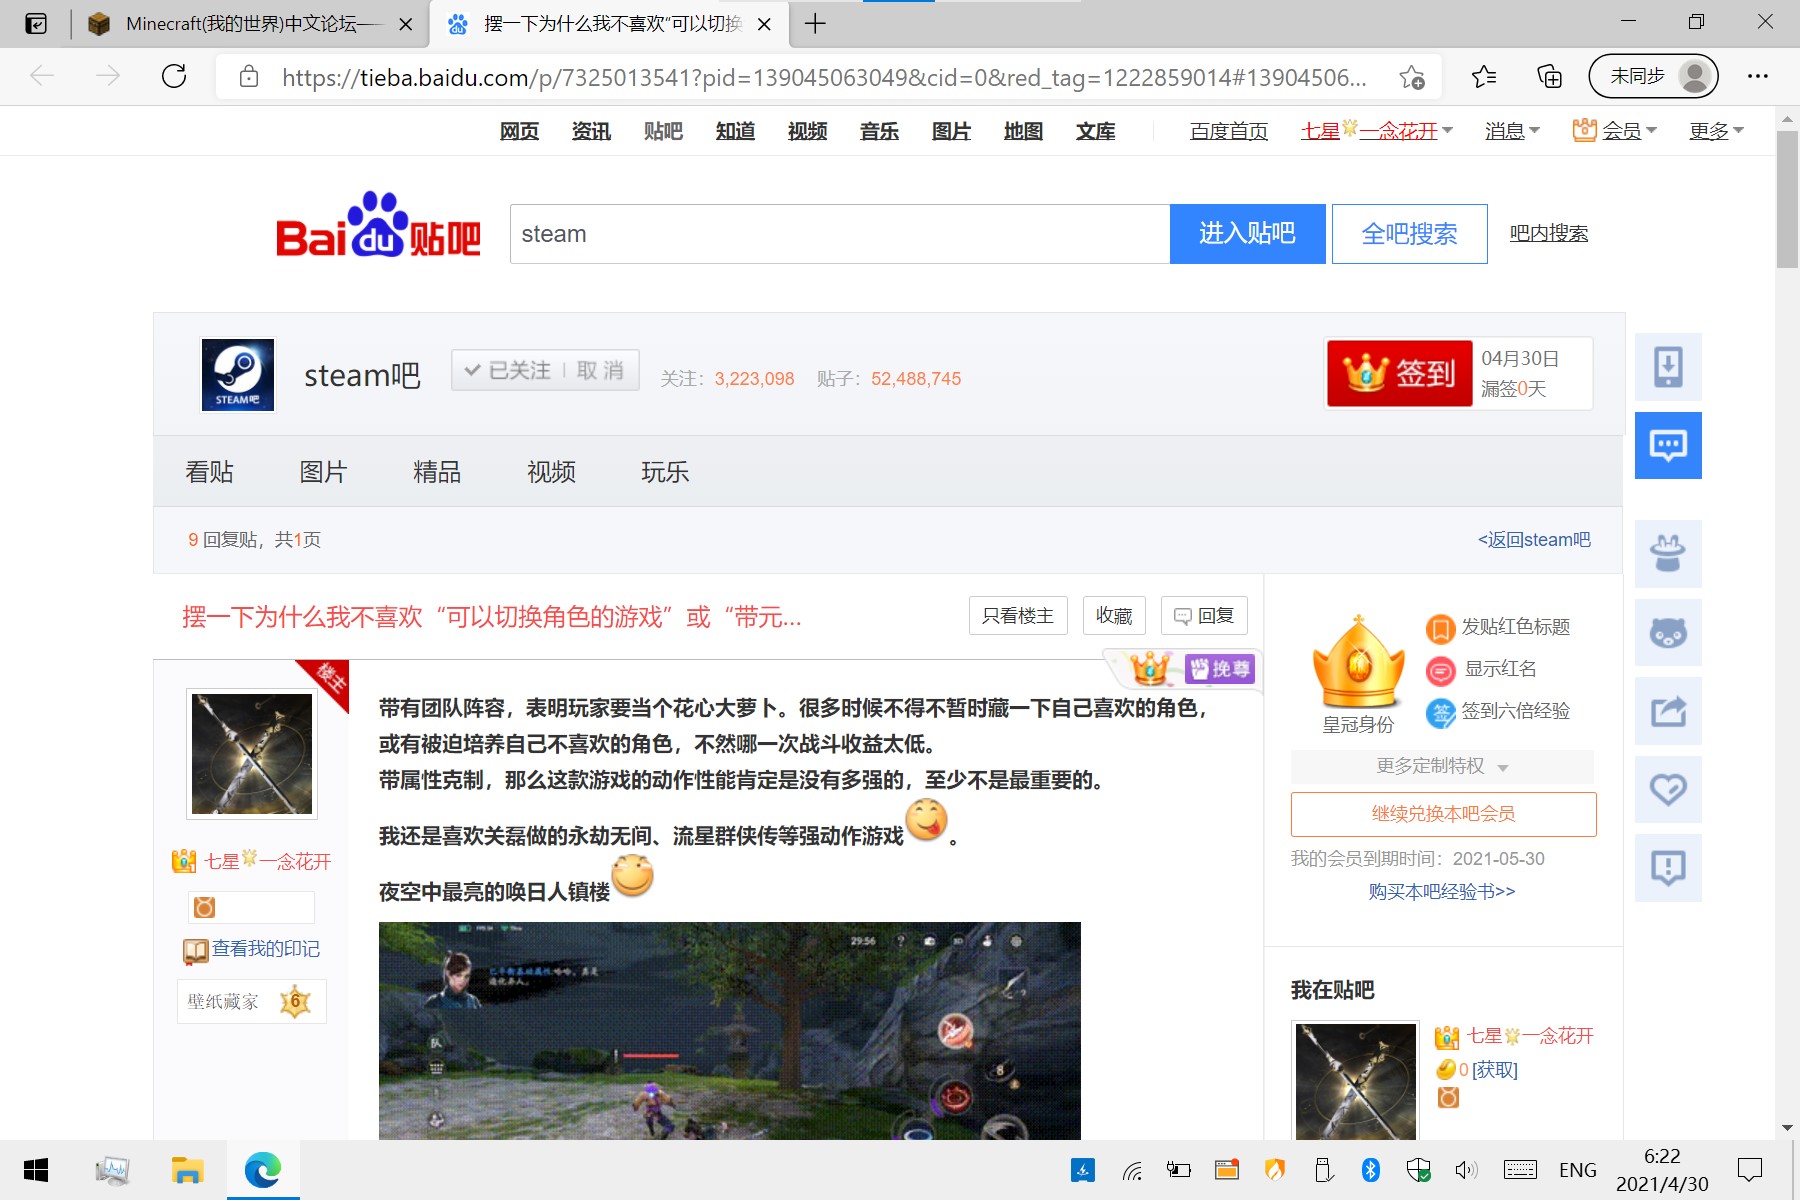 Minecraft(我的世界)中文论坛——
摆一下为什么我不喜欢“可以切换
https://tieba.baidu.com/p/7325013541?pid=139045063049&cid=0&red_tag=1222859014#13904506...
未同步
网页 资讯 贴吧 知道 视频 音乐 图片 地图 文库 百度首页 七星一念花开 消息 会员 更多
Bai du 贴吧
steam
进入贴吧
全吧搜索
吧内搜索
STEAM吧
steam吧
已关注 | 取消
关注：3,223,098 贴子：52,488,745
签到
04月30日
漏签0天
看贴 图片 精品 视频 玩乐
9 回复贴，共1页
<返回steam吧
摆一下为什么我不喜欢“可以切换角色的游戏”或“带元...
只看楼主 收藏 回复
楼主
挽尊
带有团队阵容，表明玩家要当个花心大萝卜。很多时候不得不暂时藏一下自己喜欢的角色，
或有被迫培养自己不喜欢的角色，不然哪一次战斗收益太低。
带属性克制，那么这款游戏的动作性能肯定是没有多强的，至少不是最重要的。
我还是喜欢关磊做的永劫无间、流星群侠传等强动作游戏。
夜空中最亮的唤日人镇楼
七星一念花开
查看我的印记
壁纸藏家 6
29:56
队
8
皇冠身份
发贴红色标题
显示红名
签 签到六倍经验
更多定制特权
继续兑换本吧会员
我的会员到期时间：2021-05-30
购买本吧经验书>>
我在贴吧
七星一念花开
0 [获取]
ENG
6:22
2021/4/30